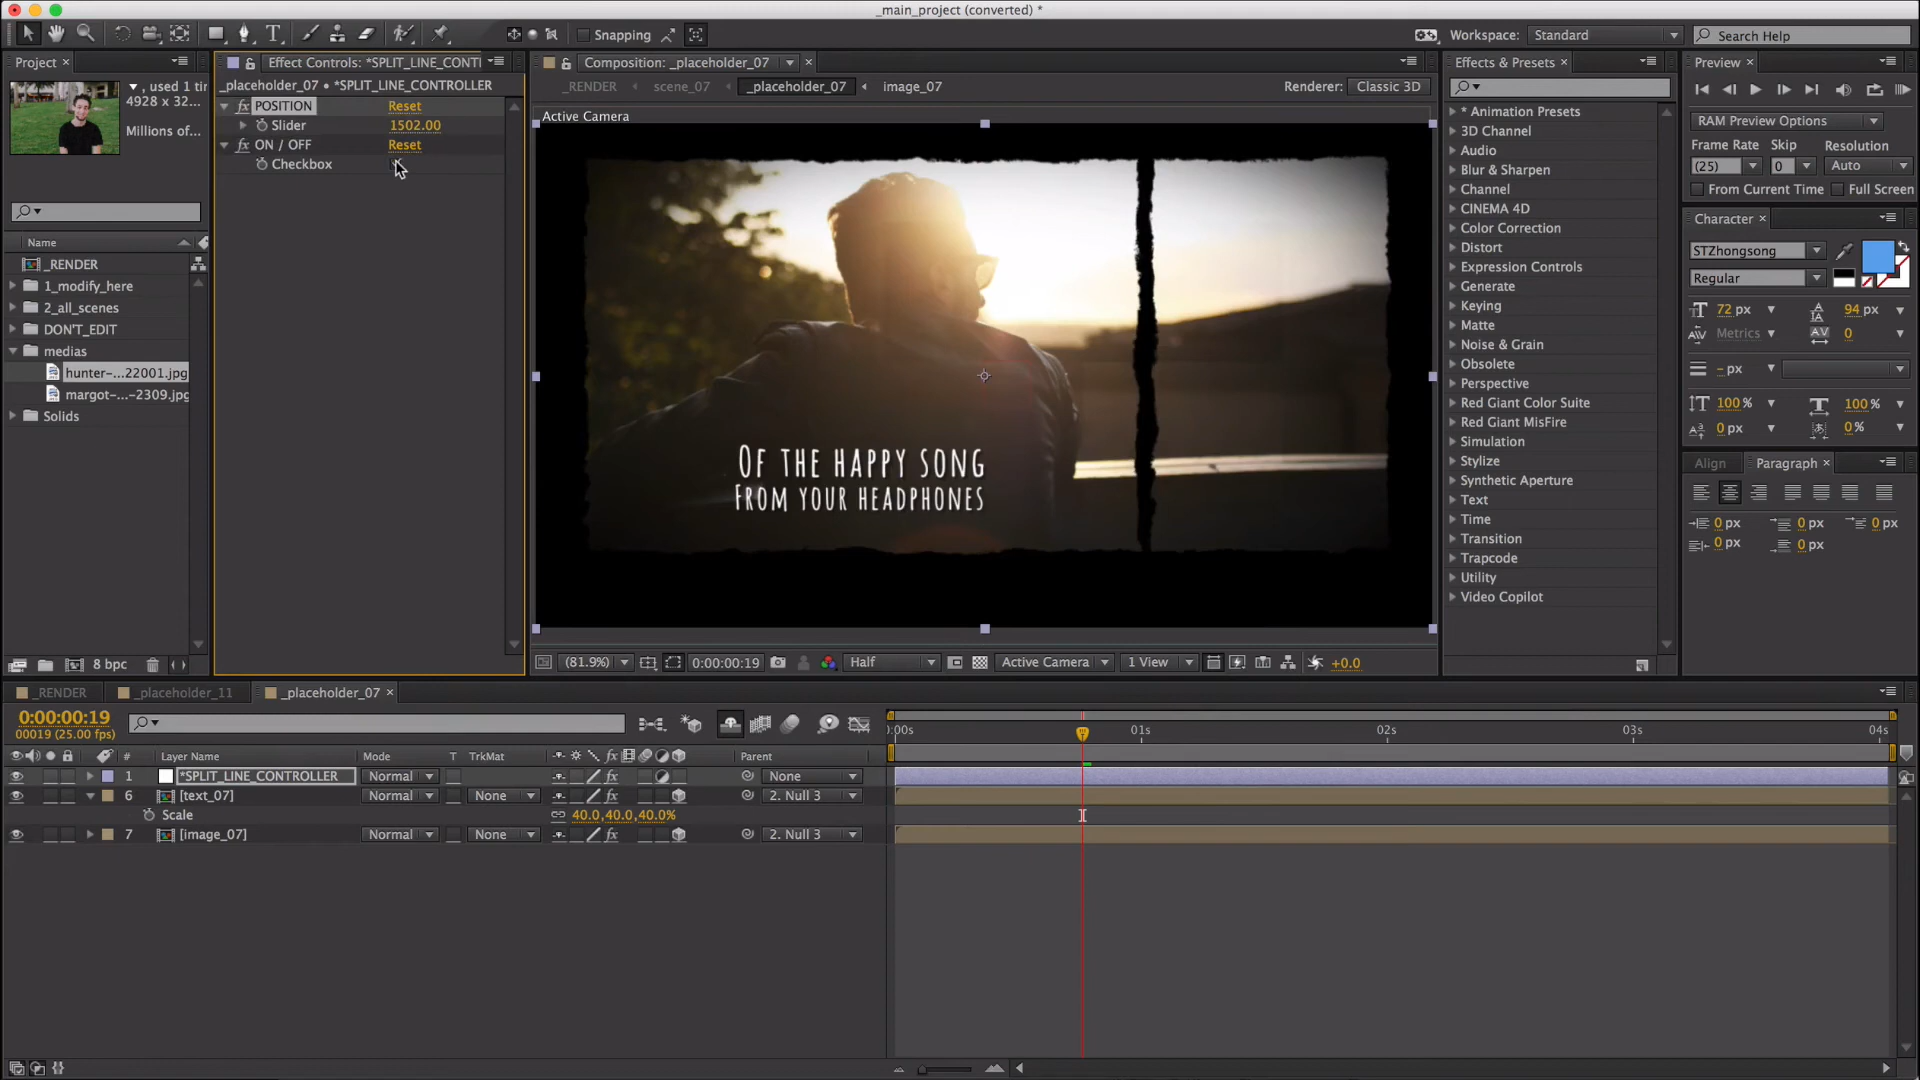 _main_project (converted) *
Snapping
Workspace: Standard
Search Help
Project ×
Effect Controls: *SPLIT_LINE_CONTI
Composition: _placeholder_07
Effects & Presets ×
Preview ×
, used 1 tir
4928 x 32...
Millions of...
_placeholder_07 • *SPLIT_LINE_CONTROLLER
fx POSITION Reset
Slider 1502.00
fx ON / OFF Reset
Checkbox
_RENDER scene_07 _placeholder_07 image_07
Renderer: Classic 3D
Active Camera
OF THE HAPPY SONG
FROM YOUR HEADPHONES
* Animation Presets
3D Channel
Audio
Blur & Sharpen
Channel
CINEMA 4D
Color Correction
Distort
Expression Controls
Generate
Keying
Matte
Noise & Grain
Obsolete
Perspective
Red Giant Color Suite
Red Giant MisFire
Simulation
Stylize
Synthetic Aperture
Text
Time
Transition
Trapcode
Utility
Video Copilot
RAM Preview Options
Frame Rate Skip Resolution
(25) 0 Auto
From Current Time Full Screen
Character ×
STZhongsong
Regular
72 px 94 px
Metrics 0
- px
100 % 100 %
0 px 0 %
Align Paragraph ×
0 px 0 px 0 px
0 px 0 px
Name
_RENDER
1_modify_here
2_all_scenes
DON'T_EDIT
medias
hunter-...22001.jpg
margot-...-2309.jpg
Solids
8 bpc
(81.9%) 0:00:00:19 Half Active Camera 1 View +0.0
_RENDER _placeholder_11 _placeholder_07 ×
0:00:00:19
00019 (25.00 fps)
:00s 01s 02s 03s 04s
# Layer Name Mode T TrkMat Parent
1 *SPLIT_LINE_CONTROLLER Normal None
6 [text_07] Normal None 2. Null 3
Scale 40.0,40.0,40.0%
7 [image_07] Normal None 2. Null 3